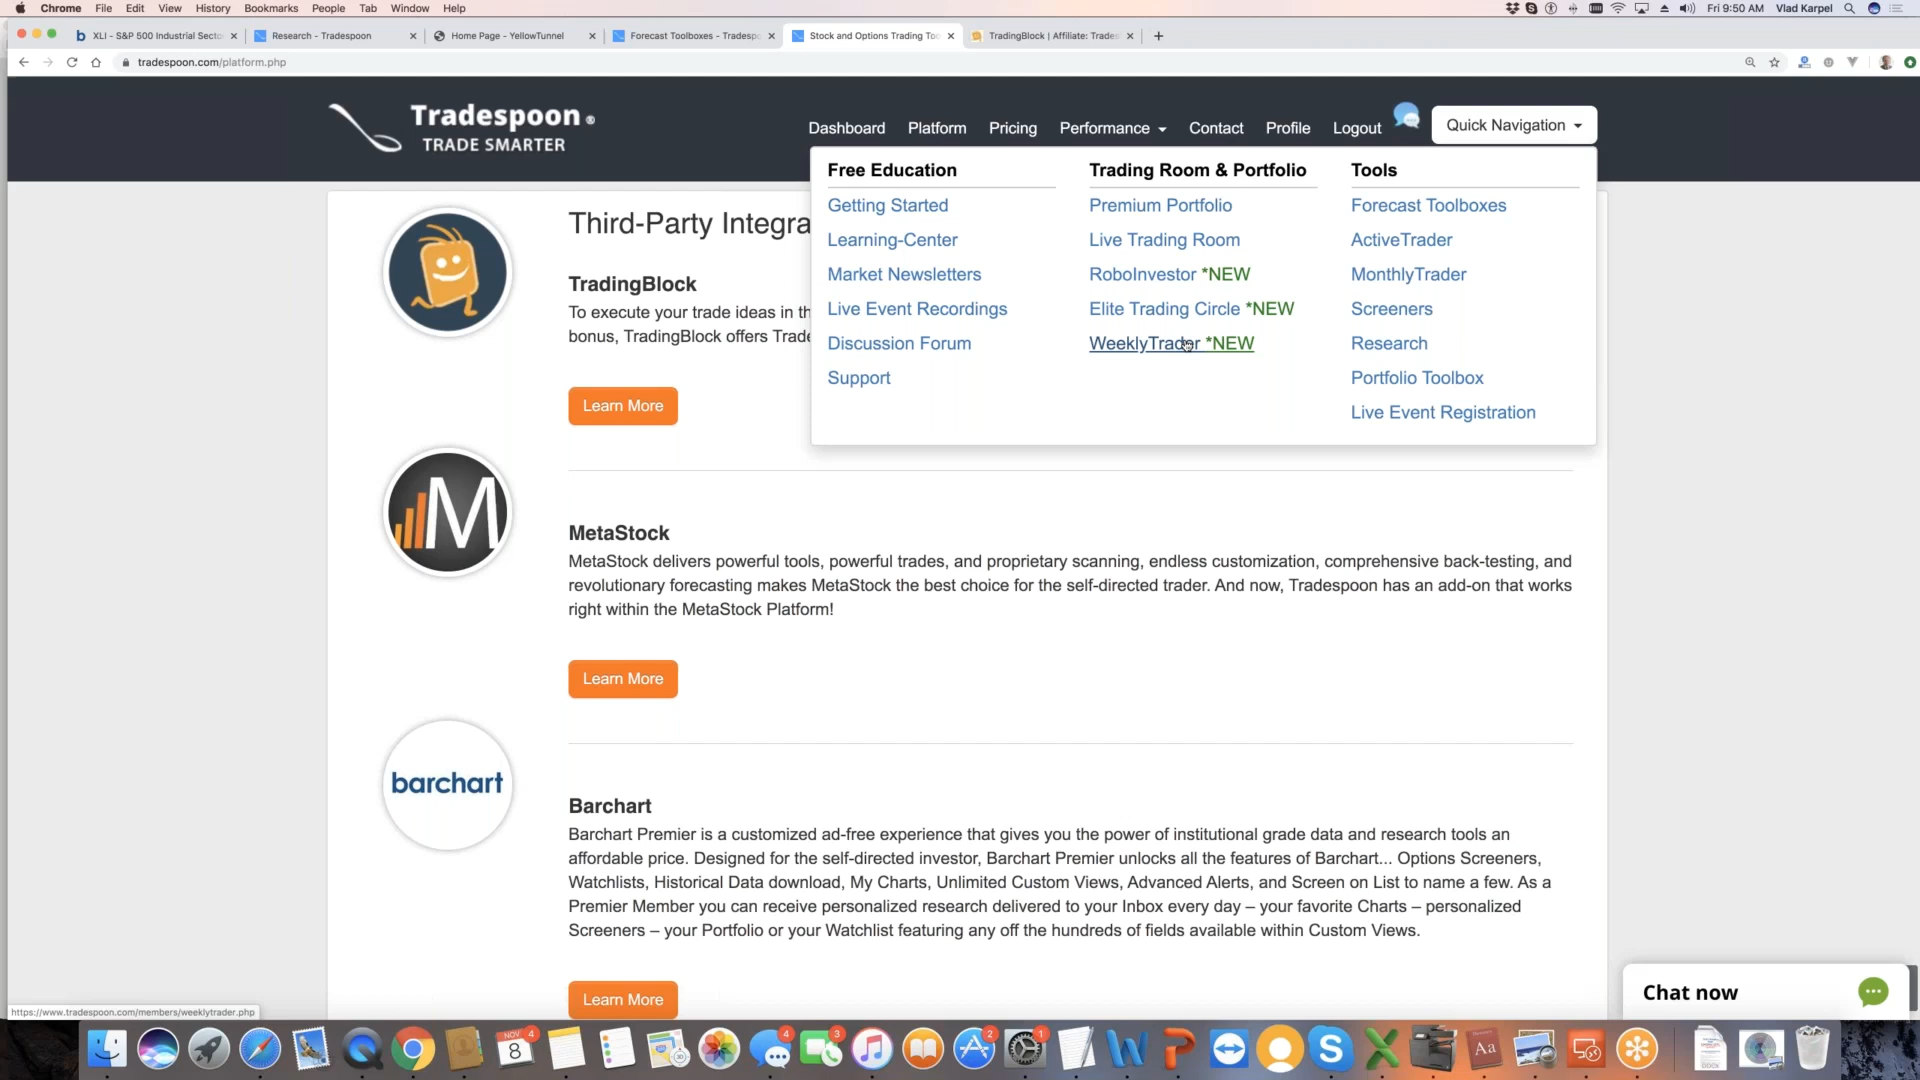 Chrome File Edit View History Bookmarks People Tab Window Help
Fri 9:50 AM Vlad Karpel
XLI - S&P 500 Industrial Secto
Research - Tradespoon
Home Page - YellowTunnel
Forecast Toolboxes - Tradespo
Stock and Options Trading Too
TradingBlock | Affiliate: Trades
tradespoon.com/platform.php
Tradespoon®
TRADE SMARTER
Dashboard Platform Pricing Performance Contact Profile Logout
Quick Navigation
Free Education
Getting Started
Learning-Center
Market Newsletters
Live Event Recordings
Discussion Forum
Support
Trading Room & Portfolio
Premium Portfolio
Live Trading Room
RoboInvestor *NEW
Elite Trading Circle *NEW
WeeklyTrader *NEW
Tools
Forecast Toolboxes
ActiveTrader
MonthlyTrader
Screeners
Research
Portfolio Toolbox
Live Event Registration
Third-Party Integra
TradingBlock
To execute your trade ideas in th
bonus, TradingBlock offers Trade
Learn More
M
MetaStock
MetaStock delivers powerful tools, powerful trades, and proprietary scanning, endless customization, comprehensive back-testing, and
revolutionary forecasting makes MetaStock the best choice for the self-directed trader. And now, Tradespoon has an add-on that works
right within the MetaStock Platform!
Learn More
barchart
Barchart
Barchart Premier is a customized ad-free experience that gives you the power of institutional grade data and research tools an
affordable price. Designed for the self-directed investor, Barchart Premier unlocks all the features of Barchart... Options Screeners,
Watchlists, Historical Data download, My Charts, Unlimited Custom Views, Advanced Alerts, and Screen on List to name a few. As a
Premier Member you can receive personalized research delivered to your Inbox every day – your favorite Charts – personalized
Screeners – your Portfolio or your Watchlist featuring any off the hundreds of fields available within Custom Views.
Learn More
Chat now
https://www.tradespoon.com/members/weeklytrader.php
NOV
8
4
4
3
2
1
Aa
DOCX